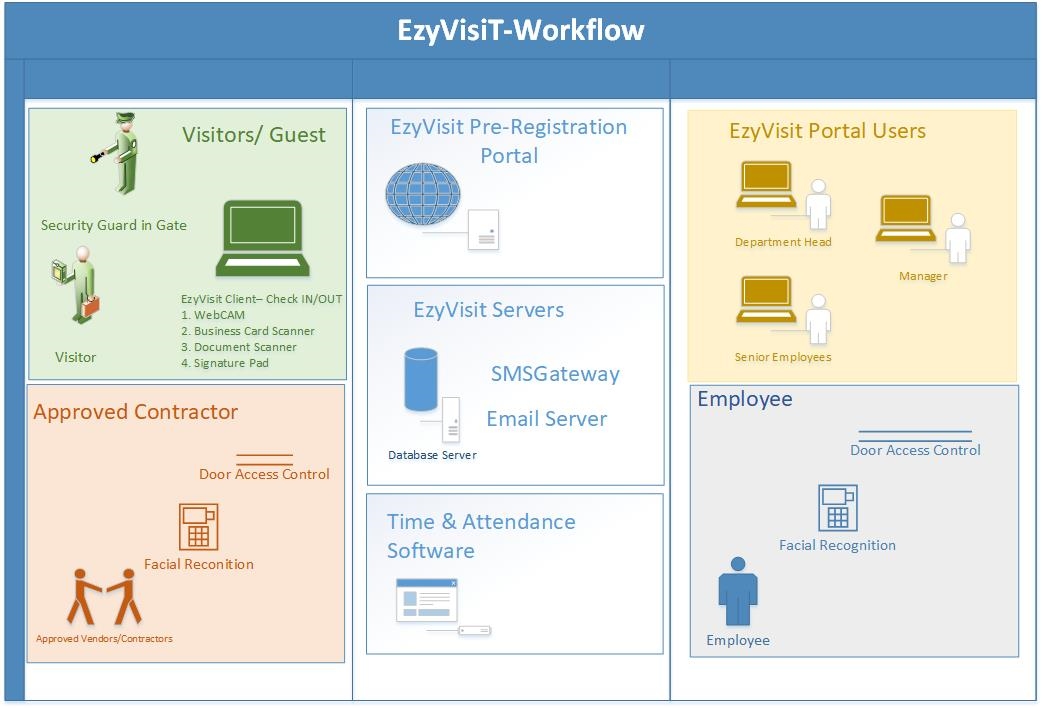 EzyVisiT-Workflow
Visitors/ Guest
Security Guard in Gate
EzyVisit Client– Check IN/OUT
1. WebCAM
2. Business Card Scanner
3. Document Scanner
4. Signature Pad
Visitor
Approved Contractor
Door Access Control
Facial Reconition
Approved Vendors/Contractors
EzyVisit Pre-Registration
Portal
EzyVisit Servers
SMSGateway
Email Server
Database Server
Time & Attendance
Software
EzyVisit Portal Users
Department Head
Manager
Senior Employees
Employee
Door Access Control
Facial Recognition
Employee